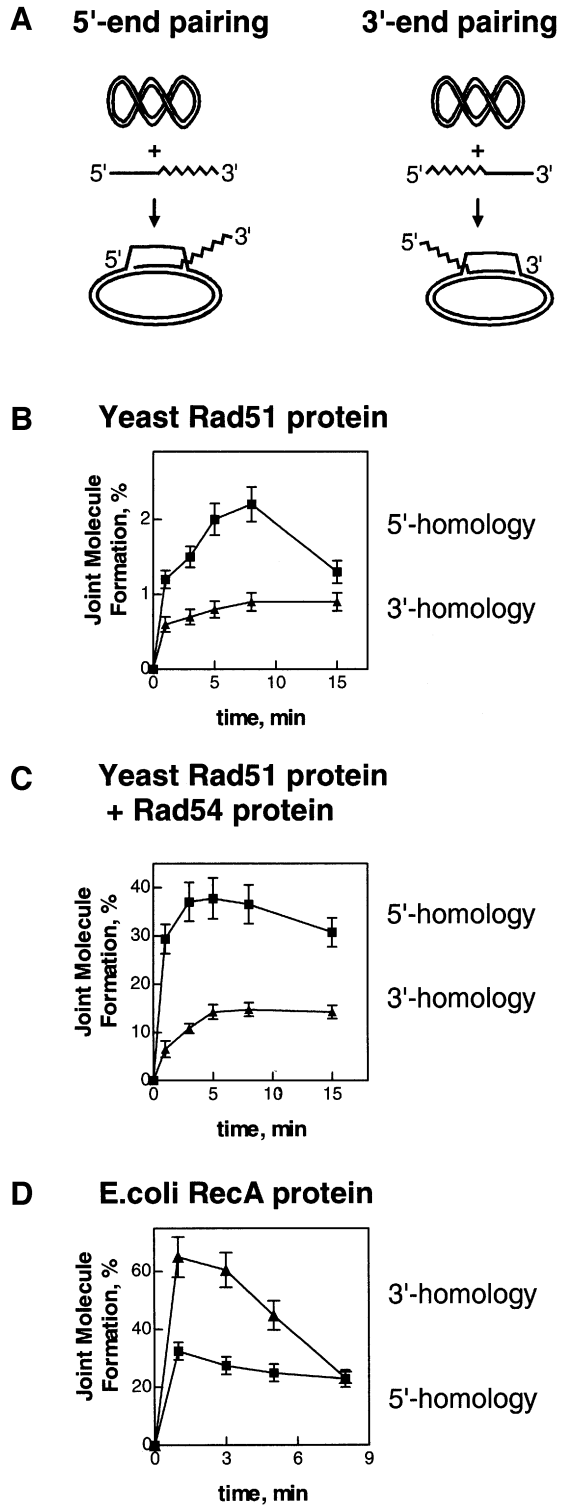 A 5'-end pairing 3'-end pairing
+ +
5' 3' 5' 3'
5' 3' 5' 3'
B Yeast Rad51 protein
Joint Molecule
Formation, %
2
1
0
0 5 10 15
time, min
5'-homology
3'-homology
C Yeast Rad51 protein
+ Rad54 protein
Joint Molecule
Formation, %
40
30
20
10
0
0 5 10 15
time, min
5'-homology
3'-homology
D E.coli RecA protein
Joint Molecule
Formation, %
60
40
20
0
0 3 6 9
time, min
3'-homology
5'-homology